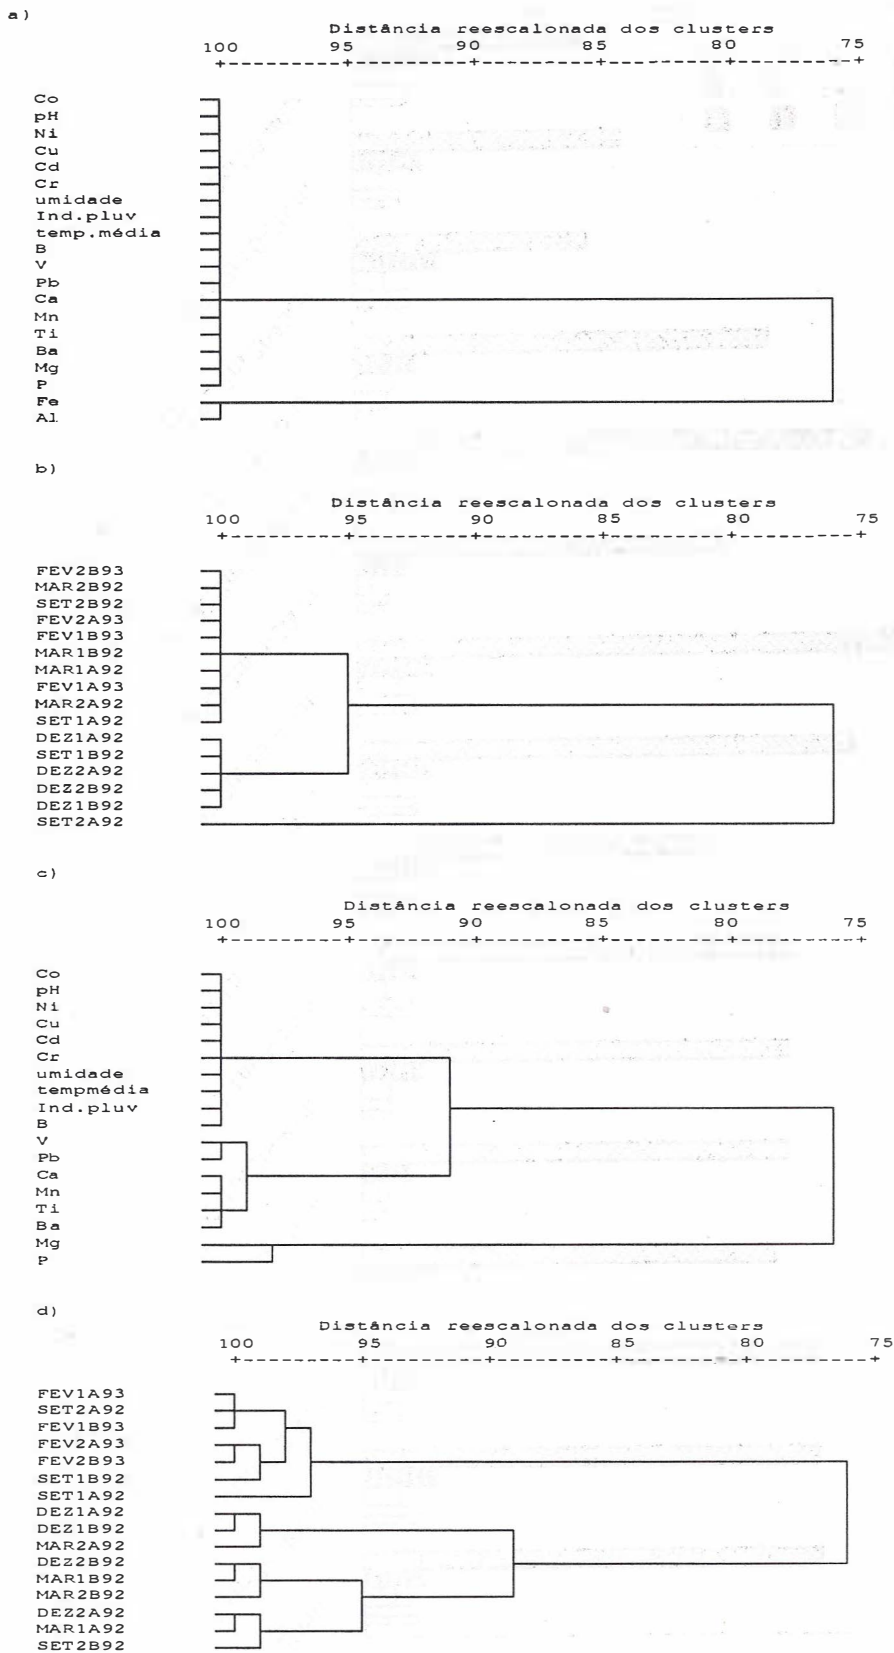 a)
Distância reescalonada dos clusters
100 95 90 85 80 75
Co
pH
Ni
Cu
Cd
Cr
umidade
Ind.pluv
temp.média
B
V
Pb
Ca
Mn
Ti
Ba
Mg
P
Fe
Al
b)
Distância reescalonada dos clusters
100 95 90 85 80 75
FEV2B93
MAR2B92
SET2B92
FEV2A93
FEV1B93
MAR1B92
MAR1A92
FEV1A93
MAR2A92
SET1A92
DEZ1A92
SET1B92
DEZ2A92
DEZ2B92
DEZ1B92
SET2A92
c)
Distância reescalonada dos clusters
100 95 90 85 80 75
Co
pH
Ni
Cu
Cd
Cr
umidade
tempmédia
Ind.pluv
B
V
Pb
Ca
Mn
Ti
Ba
Mg
P
d)
Distância reescalonada dos clusters
100 95 90 85 80 75
FEV1A93
SET2A92
FEV1B93
FEV2A93
FEV2B93
SET1B92
SET1A92
DEZ1A92
DEZ1B92
MAR2A92
DEZ2B92
MAR1B92
MAR2B92
DEZ2A92
MAR1A92
SET2B92